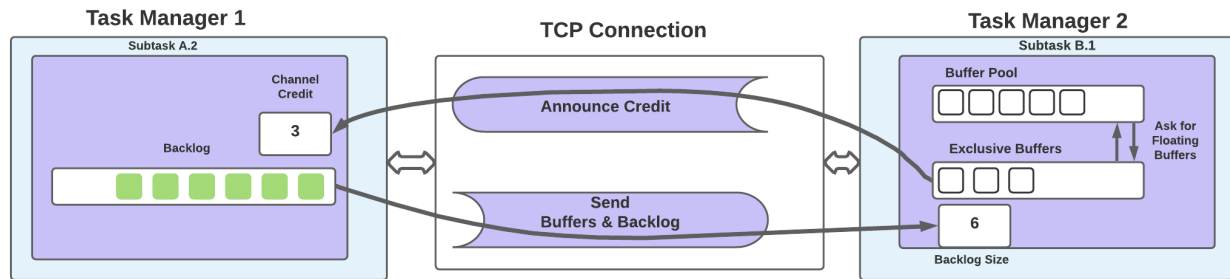 Task Manager 1
TCP Connection
Task Manager 2
Subtask A.2
Subtask B.1
Channel
Credit
3
Backlog
Announce Credit
Send
Buffers & Backlog
Buffer Pool
Ask for
Floating
Buffers
Exclusive Buffers
6
Backlog Size